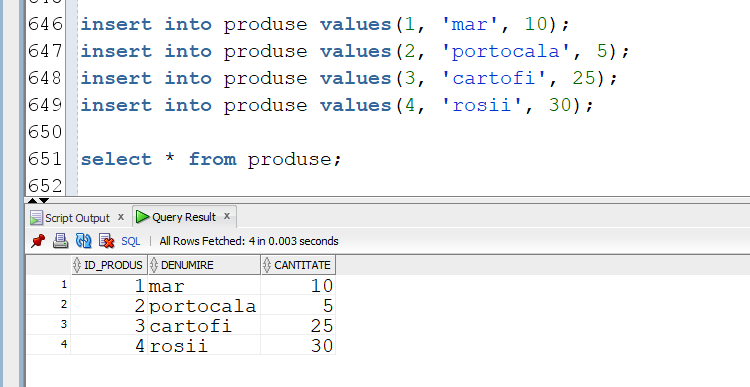 646 insert into produse values(1, 'mar', 10);
647 insert into produse values(2, 'portocala', 5);
648 insert into produse values(3, 'cartofi', 25);
649 insert into produse values(4, 'rosii', 30);
650
651 select * from produse;
652
Script Output x Query Result x
SQL | All Rows Fetched: 4 in 0.003 seconds
ID_PRODUS DENUMIRE CANTITATE
1 1 mar 10
2 2 portocala 5
3 3 cartofi 25
4 4 rosii 30